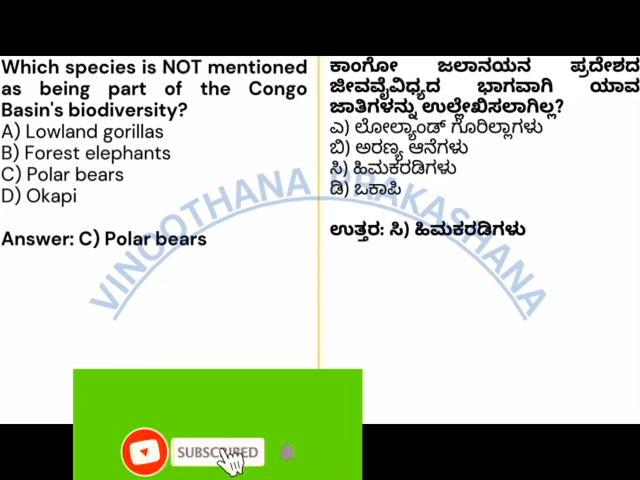 Which species is NOT mentioned
as being part of the Congo
Basin's biodiversity?
A) Lowland gorillas
B) Forest elephants
C) Polar bears
D) Okapi
Answer: C) Polar bears
ಕಾಂಗೋ ಜಲಾನಯನ ಪ್ರದೇಶದ
ಜೀವವೈವಿಧ್ಯದ ಭಾಗವಾಗಿ ಯಾವ
ಜಾತಿಗಳನ್ನು ಉಲ್ಲೇಖಿಸಲಾಗಿಲ್ಲ?
ಎ) ಲೋಲ್ಯಾಂಡ್ ಗೊರಿಲ್ಲಾಗಳು
ಬಿ) ಅರಣ್ಯ ಆನೆಗಳು
ಸಿ) ಹಿಮಕರಡಿಗಳು
ಡಿ) ಒಕಾಪಿ
ಉತ್ತರ: ಸಿ) ಹಿಮಕರಡಿಗಳು
VINOOTHANA PRAKASHANA
SUBSCRIBED